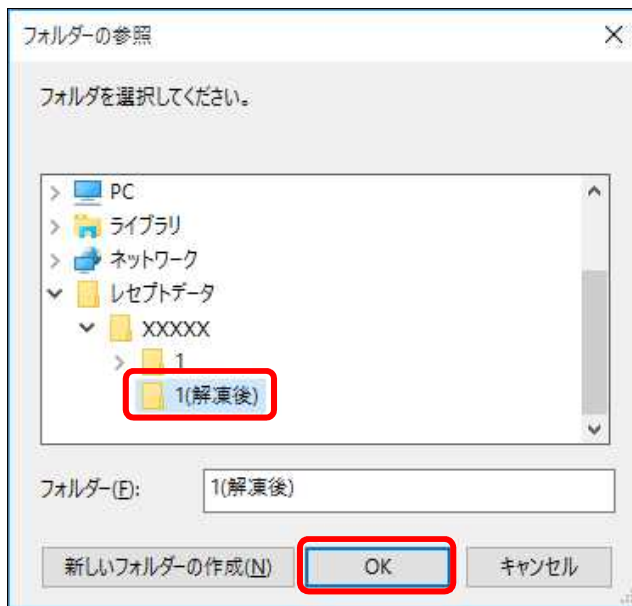 フォルダーの参照
フォルダを選択してください。
PC
ライブラリ
ネットワーク
レセプトデータ
XXXXX
1
1(解凍後)
フォルダー(F): 1(解凍後)
新しいフォルダーの作成(N) OK キャンセル